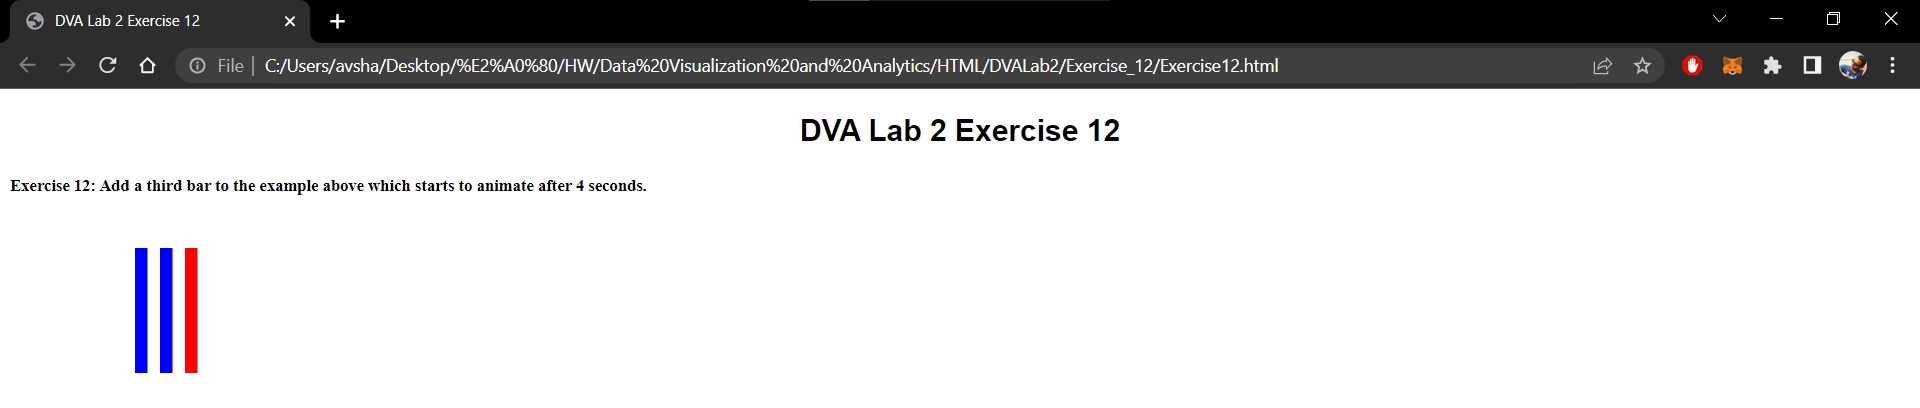 DVA Lab 2 Exercise 12
File | C:/Users/avsha/Desktop/%E2%A0%80/HW/Data%20Visualization%20and%20Analytics/HTML/DVALab2/Exercise_12/Exercise12.html
DVA Lab 2 Exercise 12
Exercise 12: Add a third bar to the example above which starts to animate after 4 seconds.